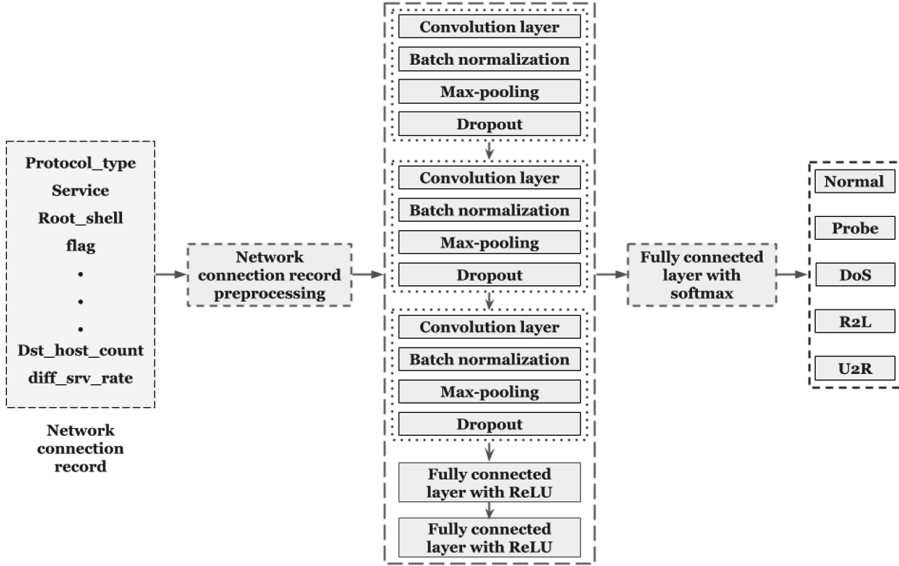 Protocol_type
Service
Root_shell
flag
Dst_host_count
diff_srv_rate
Network
connection
record
Network
connection record
preprocessing
Convolution layer
Batch normalization
Max-pooling
Dropout
Convolution layer
Batch normalization
Max-pooling
Dropout
Convolution layer
Batch normalization
Max-pooling
Dropout
Fully connected
layer with ReLU
Fully connected
layer with ReLU
Fully connected
layer with
softmax
Normal
Probe
DoS
R2L
U2R